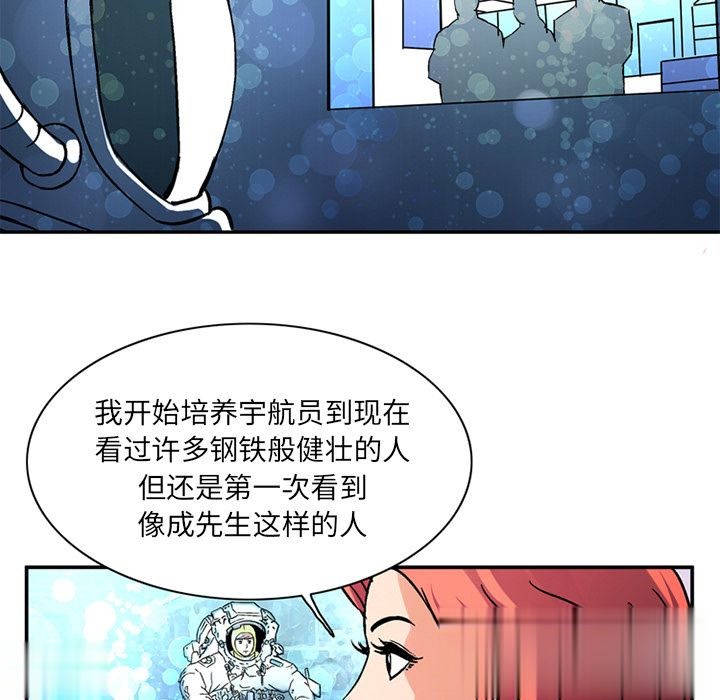 我开始培养宇航员到现在
看过许多钢铁般健壮的人
但还是第一次看到
像成先生这样的人